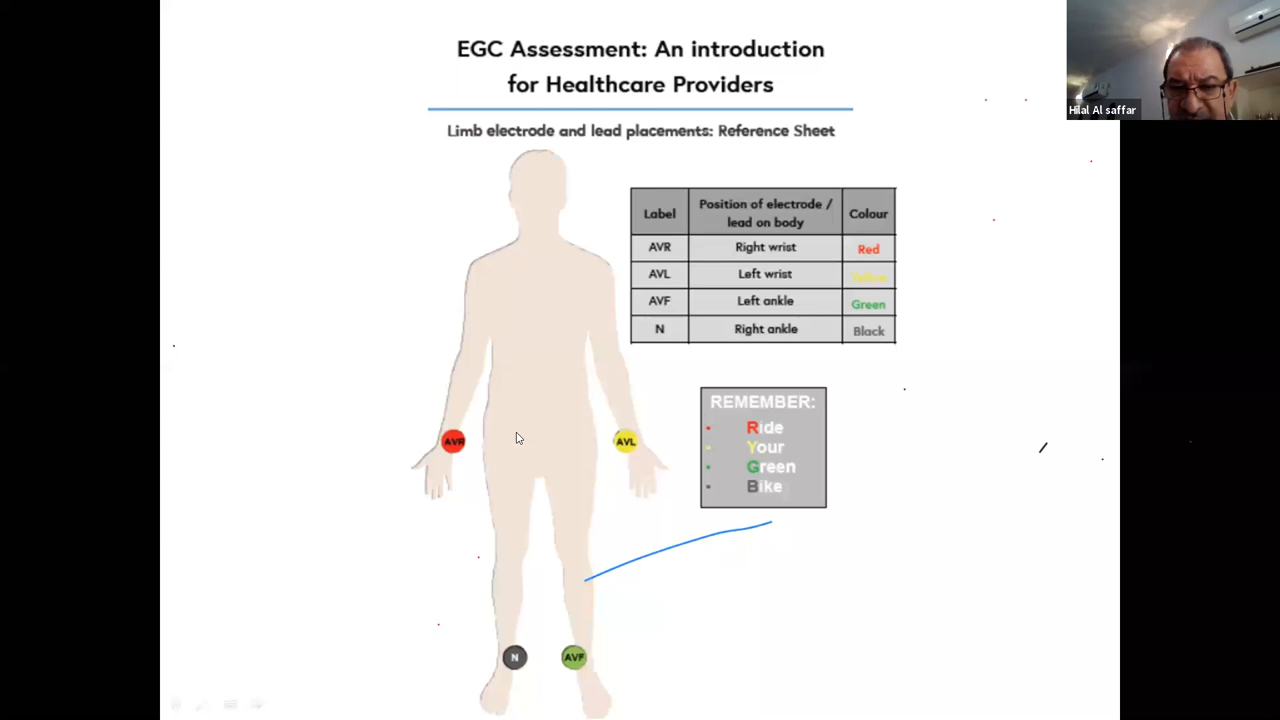 EGC Assessment: An introduction
for Healthcare Providers
Hilal Al saffar
Limb electrode and lead placements: Reference Sheet
Label Position of electrode / lead on body Colour
AVR Right wrist Red
AVL Left wrist Yellow
AVF Left ankle Green
N Right ankle Black
REMEMBER:
Ride
Your
Green
Bike
AVR
AVL
N
AVF